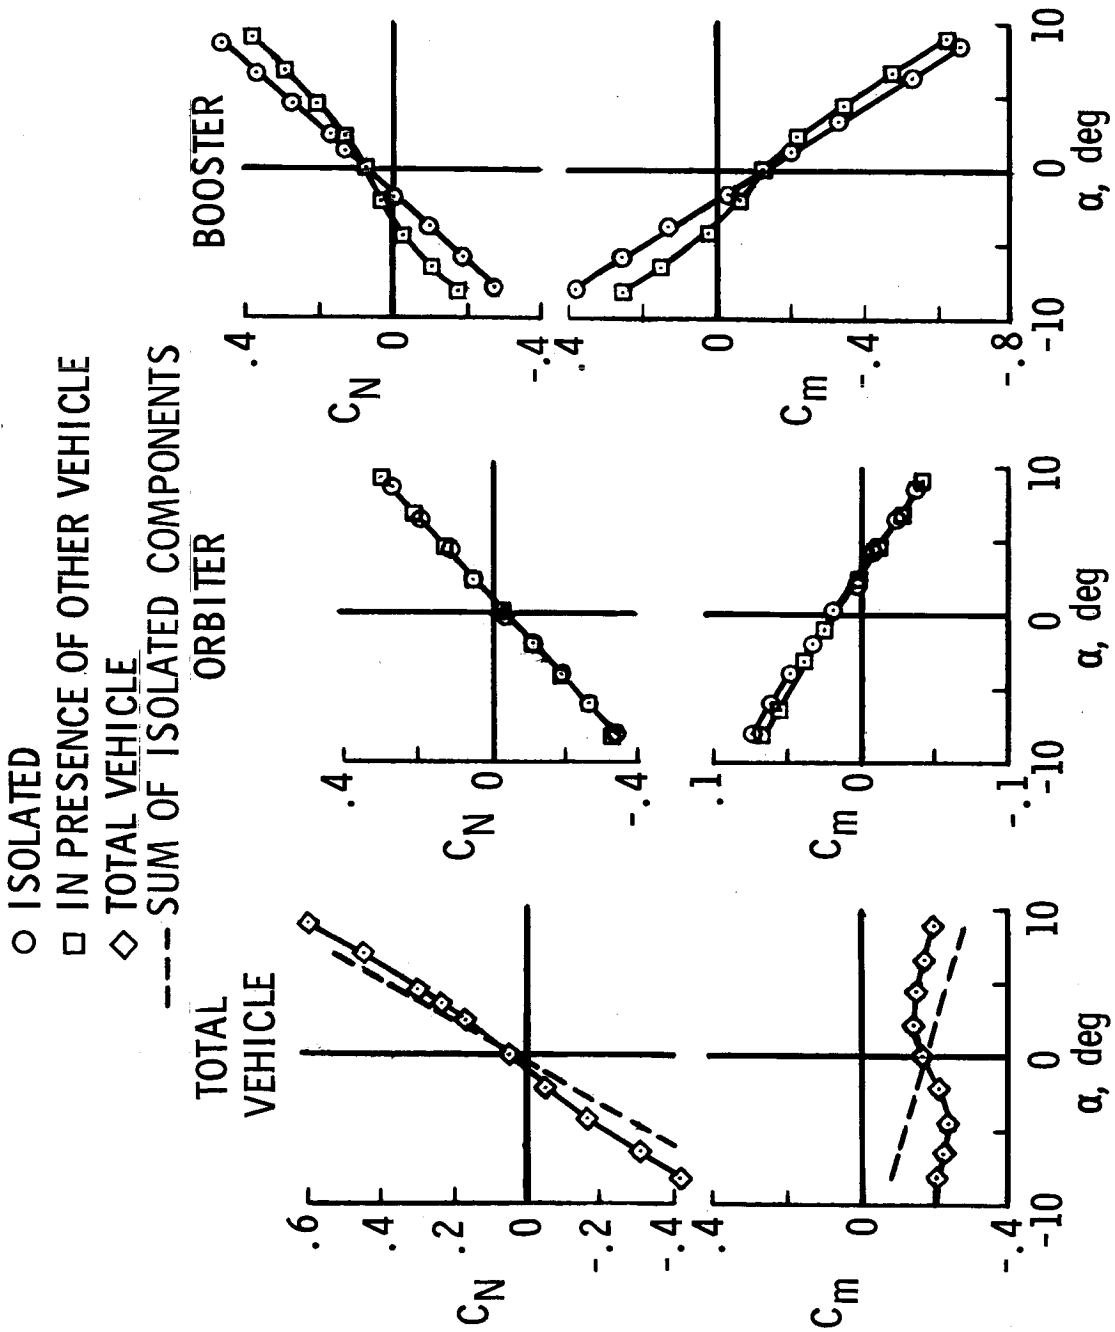 ○ ISOLATED
□ IN PRESENCE OF OTHER VEHICLE
◇ TOTAL VEHICLE
--- SUM OF ISOLATED COMPONENTS
TOTAL
VEHICLE
.6
.4
.2
0
-.2
-.4
C_N
.4
0
-.4
C_m
-10
0
10
α, deg
ORBITER
.4
0
-.4
C_N
.1
0
-.1
C_m
-10
0
10
α, deg
BOOSTER
.4
0
-.4
C_N
.4
0
-.4
-.8
C_m
-10
0
10
α, deg